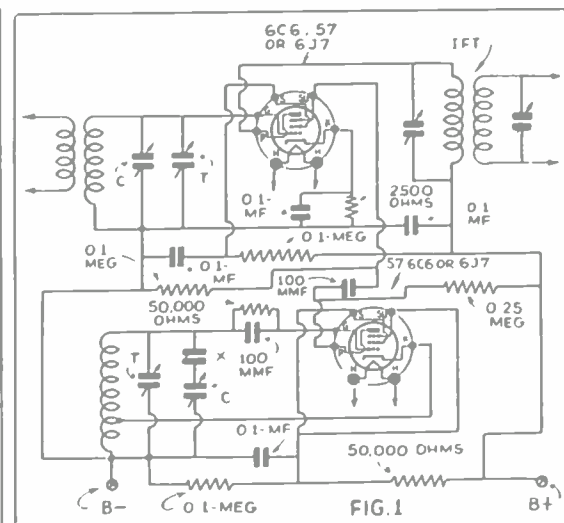 6C6, 57
OR 6J7
IFT
C
T
G
P
S
SU
K
H
H
0.1-
MF
2500
OHMS
0.1
MF
0.1
MEG
0.1-
MF
0.1-MEG
57 6C6 OR 6J7
100
MMF
50,000
OHMS
0.25
MEG
T
X
100
MMF
C
G
P
S
SU
K
H
H
0.1-MF
50,000 OHMS
B-
0.1-MEG
FIG.1
B+